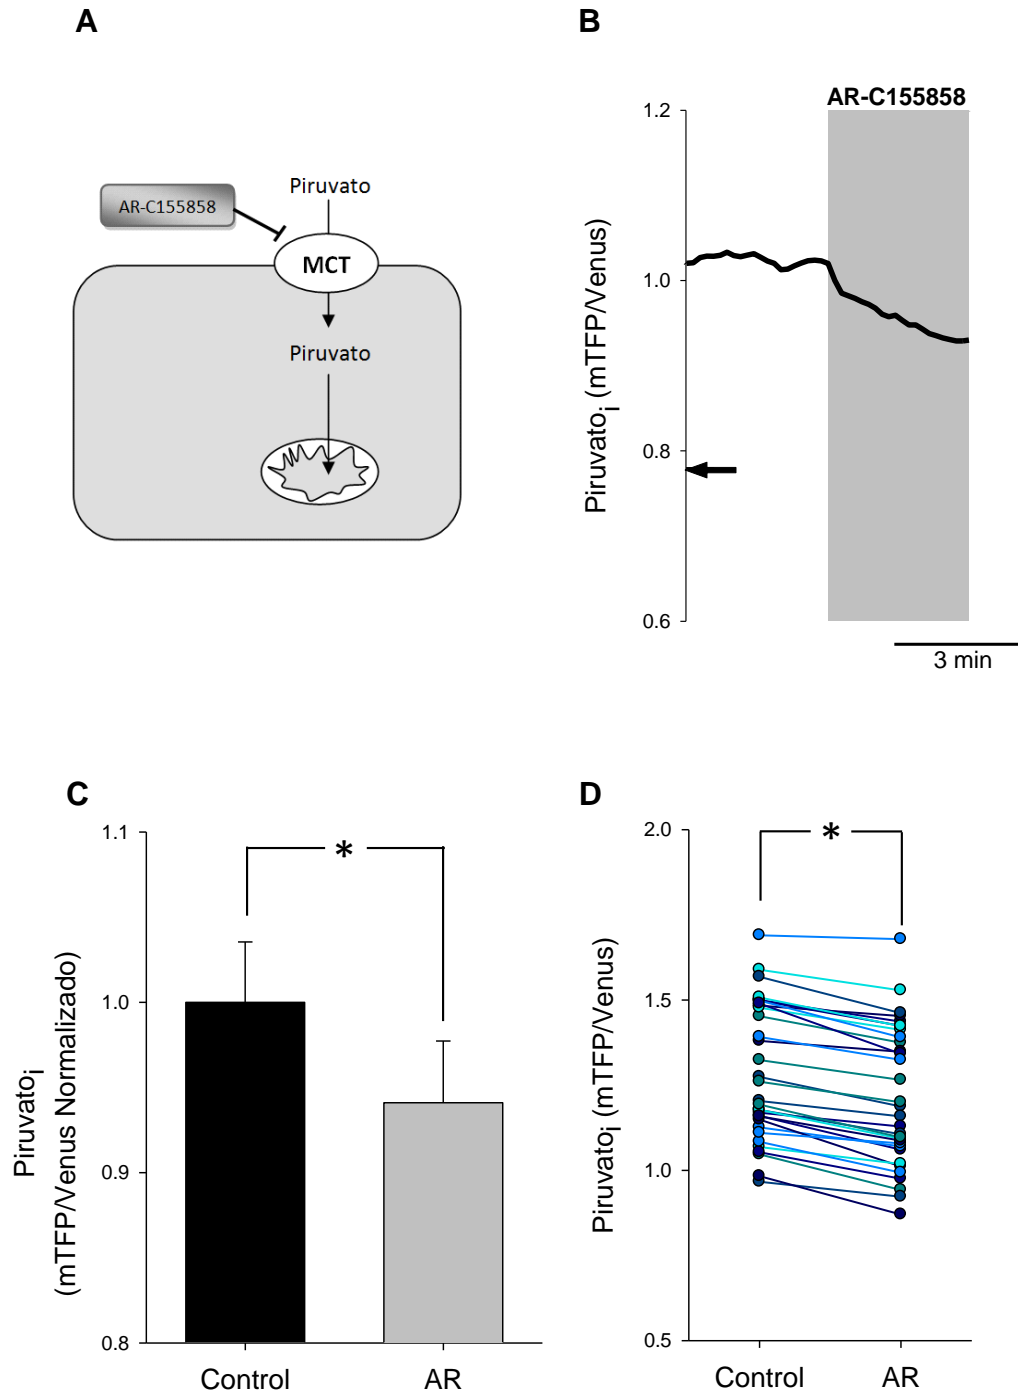 A
Piruvato
AR-C155858
MCT
Piruvato
B
AR-C155858
1.2
1.0
0.8
0.6
Piruvatoi (mTFP/Venus)
3 min
C
1.1
1.0
0.9
0.8
Piruvatoi
(mTFP/Venus Normalizado)
*
Control
AR
D
2.0
1.5
1.0
0.5
Piruvatoi (mTFP/Venus)
*
Control
AR